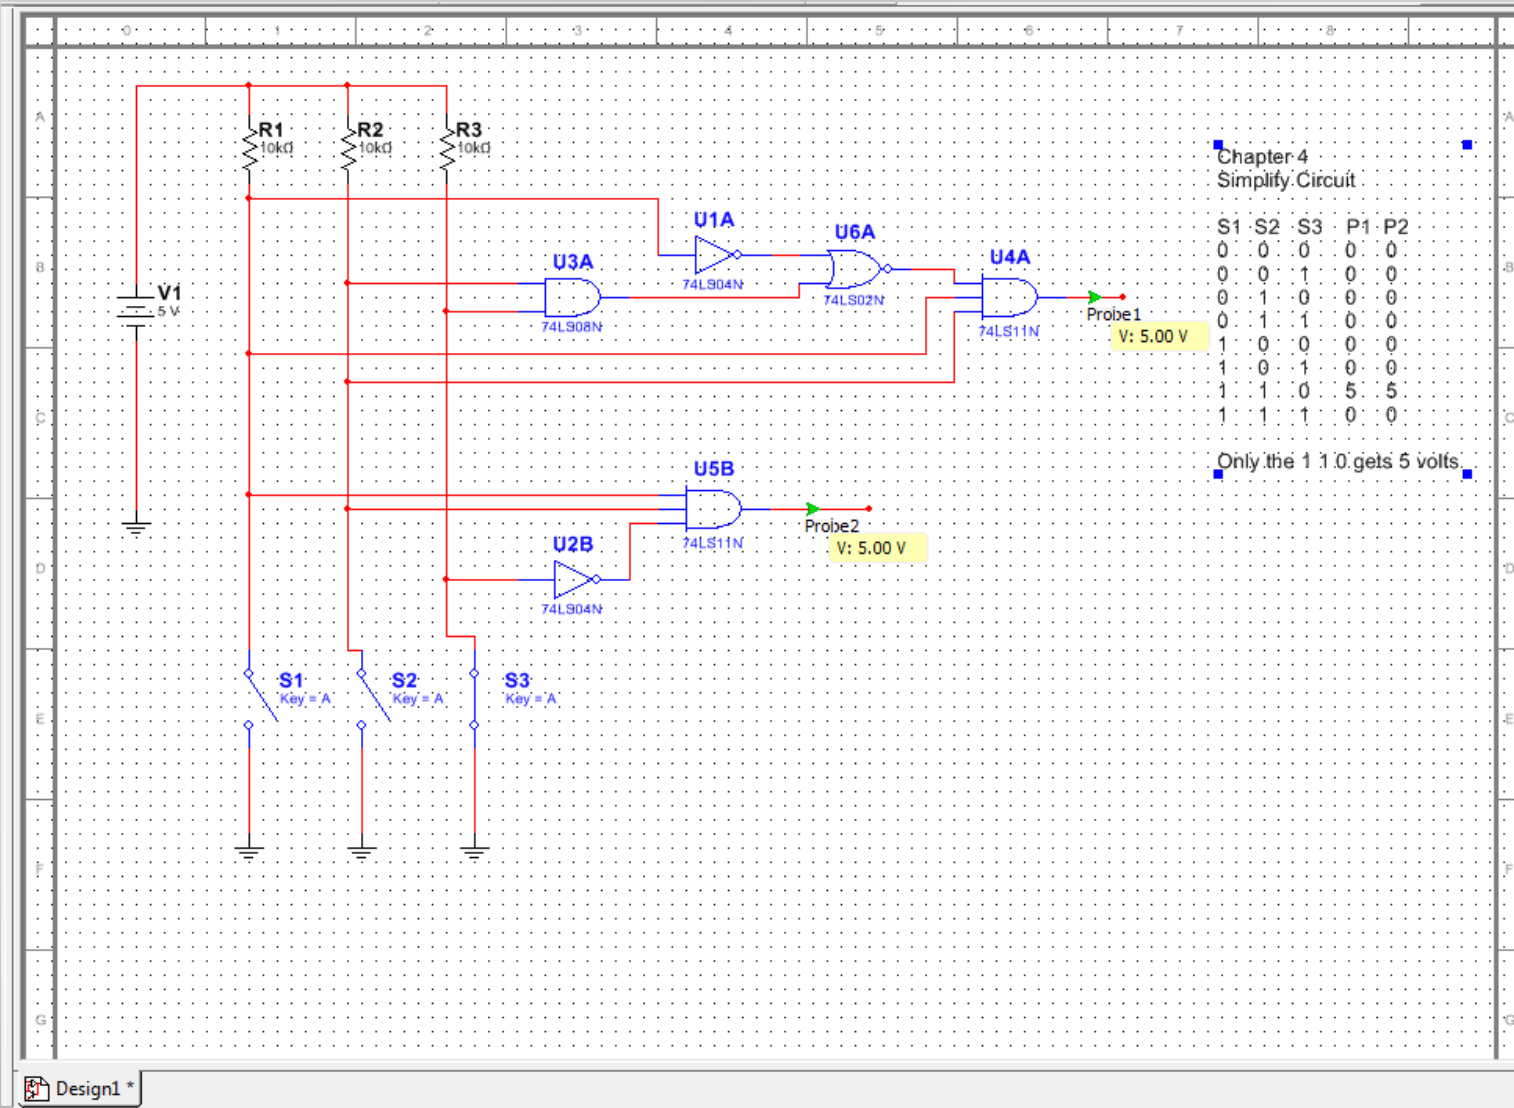 0 1 2 3 4 5 6 7 8
A A
R1 R2 R3
10kΩ 10kΩ 10kΩ
Chapter 4
Simplify Circuit
S1 S2 S3 P1 P2
0 0 0 0 0
0 0 1 0 0
0 1 0 0 0
0 1 1 0 0
1 0 0 0 0
1 0 1 0 0
1 1 0 5 5
1 1 1 0 0
Only the 1 1 0 gets 5 volts
U1A
74LS04N
U6A
74LS02N
B B
U3A
74LS08N
U4A
74LS11N
V1
5 V
Probe1
V: 5.00 V
C C
U5B
74LS11N
Probe2
V: 5.00 V
U2B
74LS04N
D D
S1 S2 S3
Key = A Key = A Key = A
E E
F F
G G
Design1 *